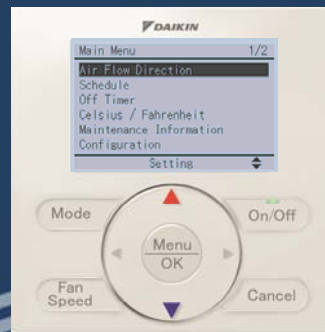 DAIKIN
Main Menu 1/2
Air Flow Direction
Schedule
Off Timer
Celsius / Fahrenheit
Maintenance Information
Configuration
Setting
Mode
On/Off
Menu
OK
Fan
Speed
Cancel